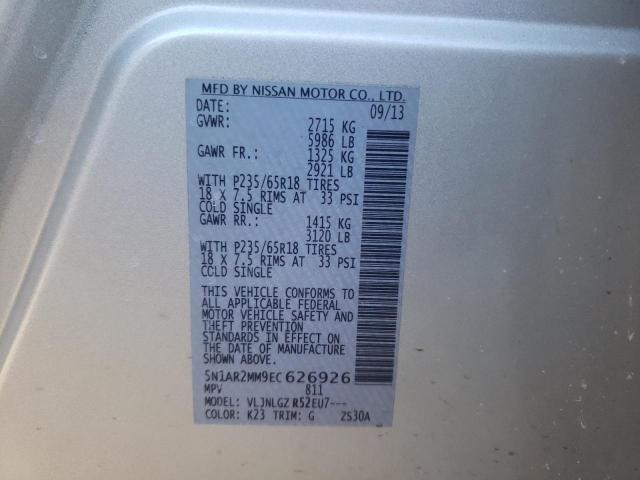 MFD BY NISSAN MOTOR CO., LTD.
DATE: 09/13
GVWR: 2715 KG
5986 LB
GAWR FR.: 1325 KG
2921 LB
WITH P235/65R18 TIRES
18 X 7.5 RIMS AT 33 PSI
COLD SINGLE
GAWR RR.: 1415 KG
3120 LB
WITH P235/65R18 TIRES
18 X 7.5 RIMS AT 33 PSI
COLD SINGLE
THIS VEHICLE CONFORMS TO
ALL APPLICABLE FEDERAL
MOTOR VEHICLE SAFETY AND
THEFT PREVENTION
STANDARDS IN EFFECT ON
THE DATE OF MANUFACTURE
SHOWN ABOVE.
5N1AR2MM9EC626926
MPV 811
MODEL: VLJNLGZ R52EU7---
COLOR: K23 TRIM: G ZS30A